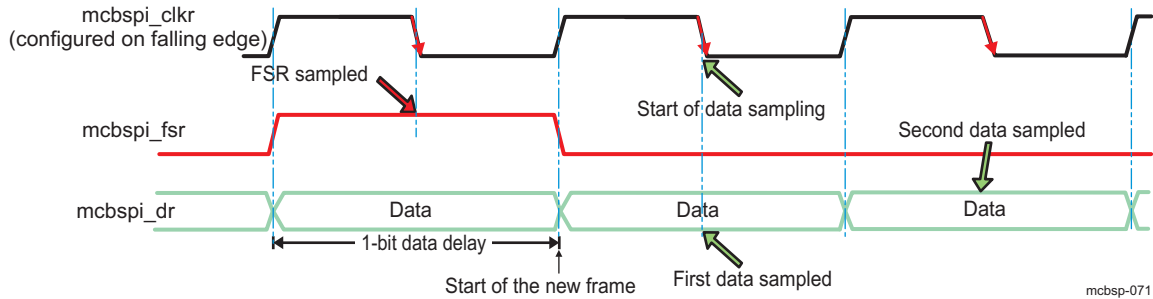 mcbspi_clkr
(configured on falling edge)
FSR sampled
Start of data sampling
mcbspi_fsr
Second data sampled
mcbspi_dr
Data
Data
Data
1-bit data delay
Start of the new frame
First data sampled
mcbsp-071